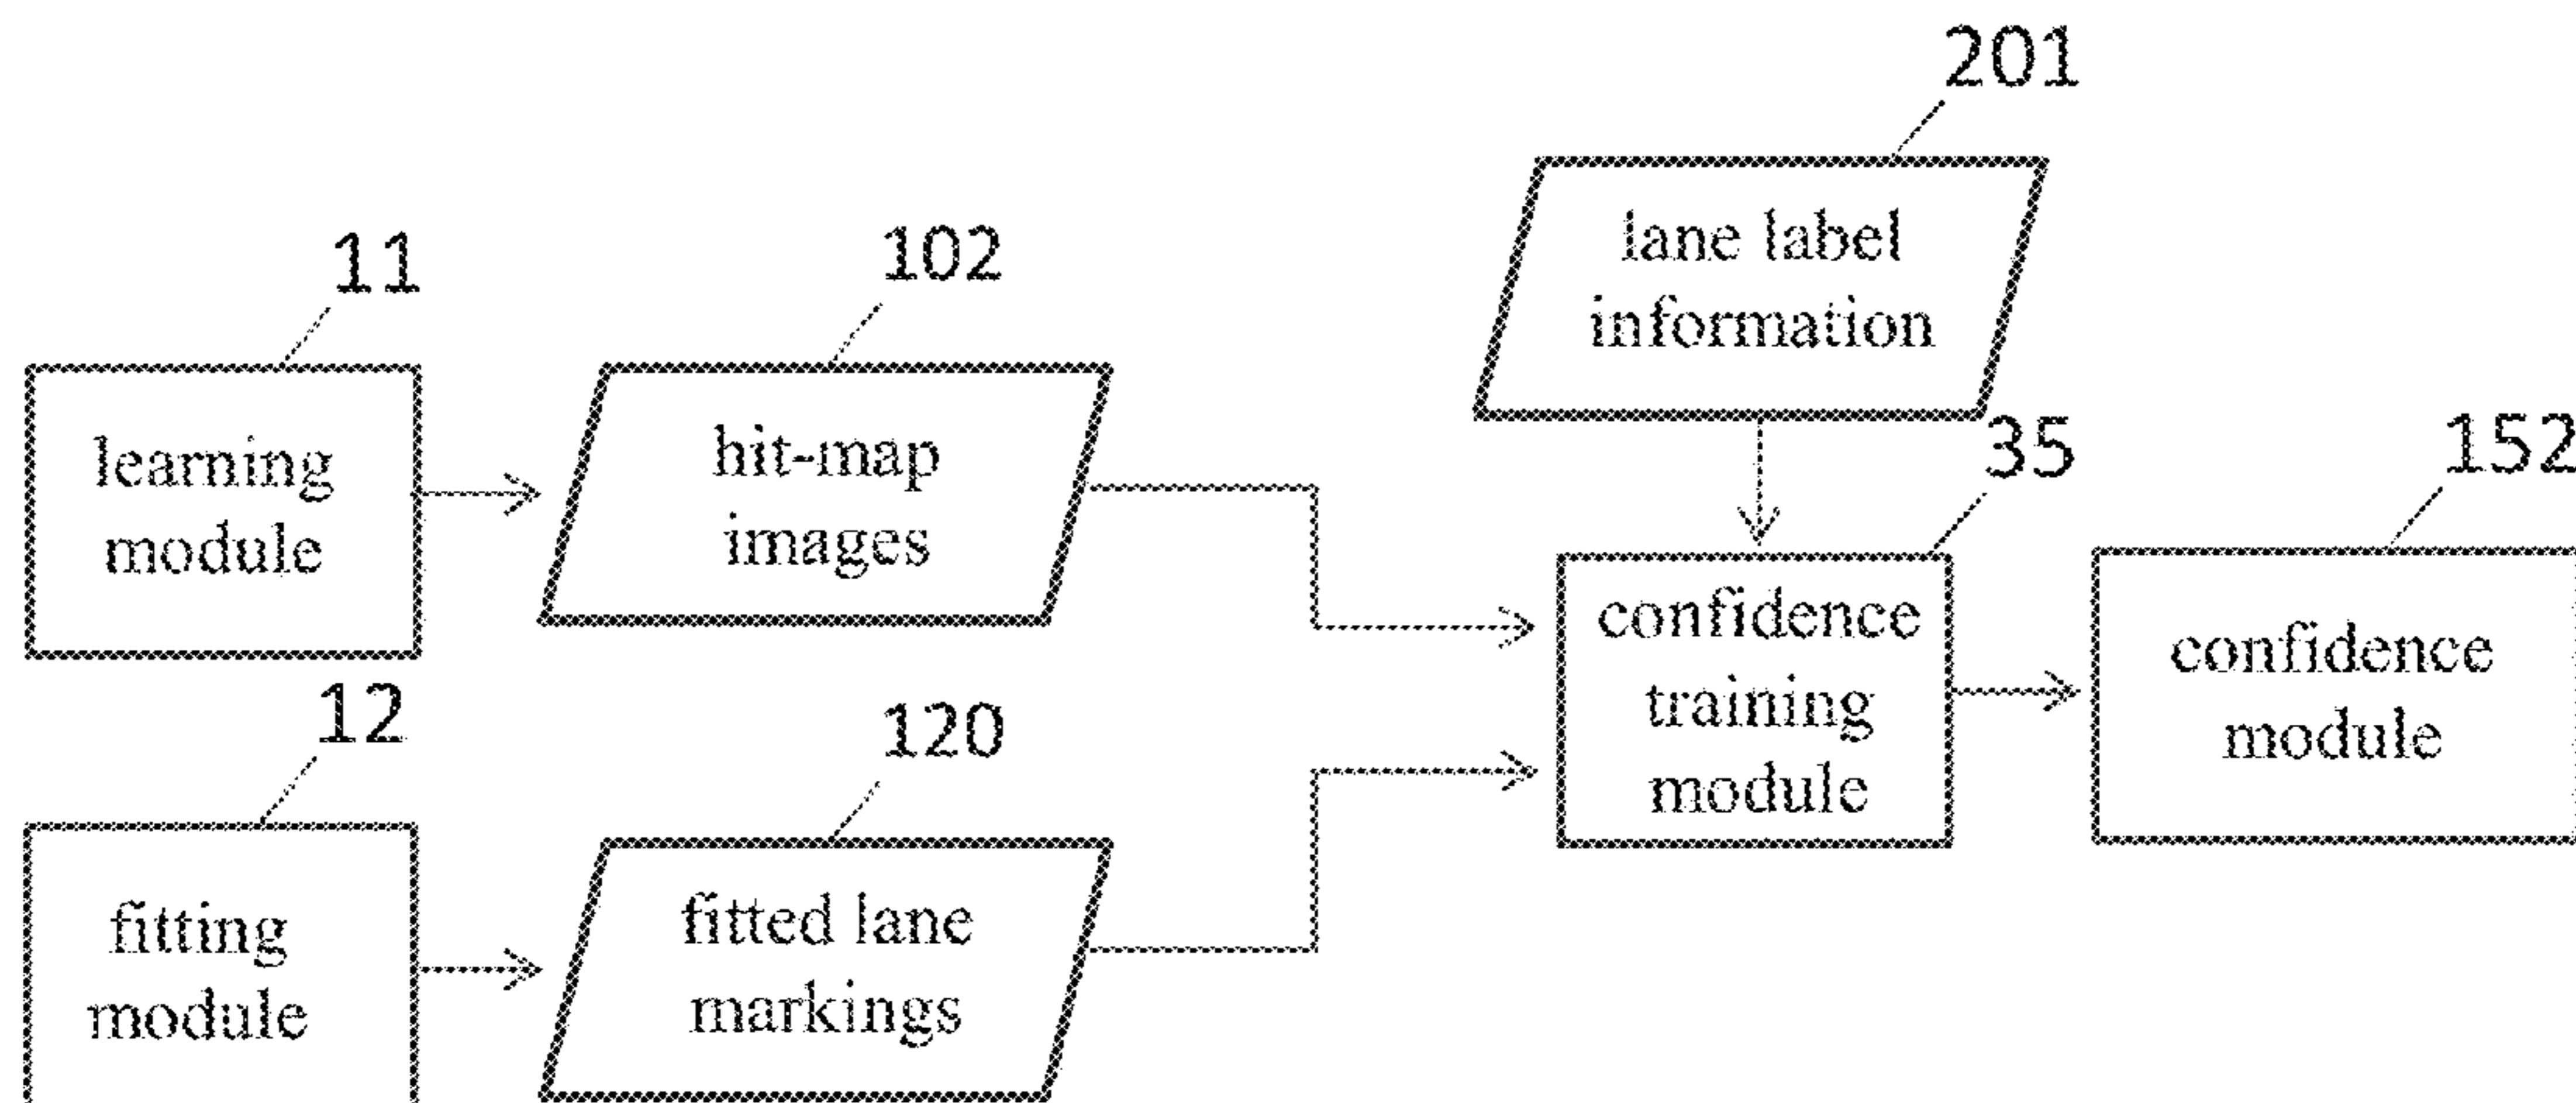 201
lane label
information
11
102
learning
module
hit-map
images
35
152
confidence
training
module
confidence
module
12
120
fitting
module
fitted lane
markings